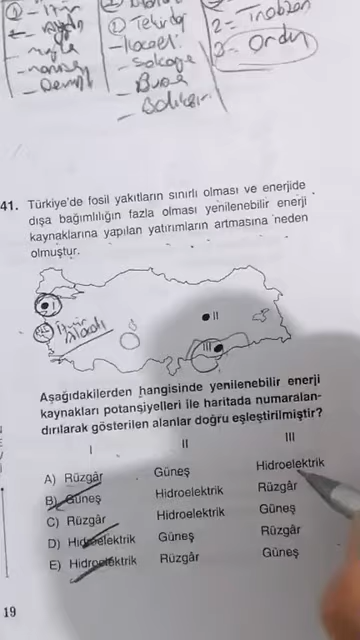 2= Trabzon
② Tekirdağ
3- Ordu
- Kocaeli
- Sakarya
- Bursa
41. Türkiye'de fosil yakıtların sınırlı olması ve enerjide
dışa bağımlılığın fazla olması yenilenebilir enerji
kaynaklarına yapılan yatırımların artmasına neden
olmuştur.
I
II
III
Aşağıdakilerden hangisinde yenilenebilir enerji
kaynakları potansiyelleri ile haritada numaralan-
dırılarak gösterilen alanlar doğru eşleştirilmiştir?
I II III
A) Rüzgâr Güneş Hidroelektrik
B) Güneş Hidroelektrik Rüzgâr
C) Rüzgâr Hidroelektrik Güneş
D) Hidroelektrik Güneş Rüzgâr
E) Hidroelektrik Rüzgâr Güneş
19